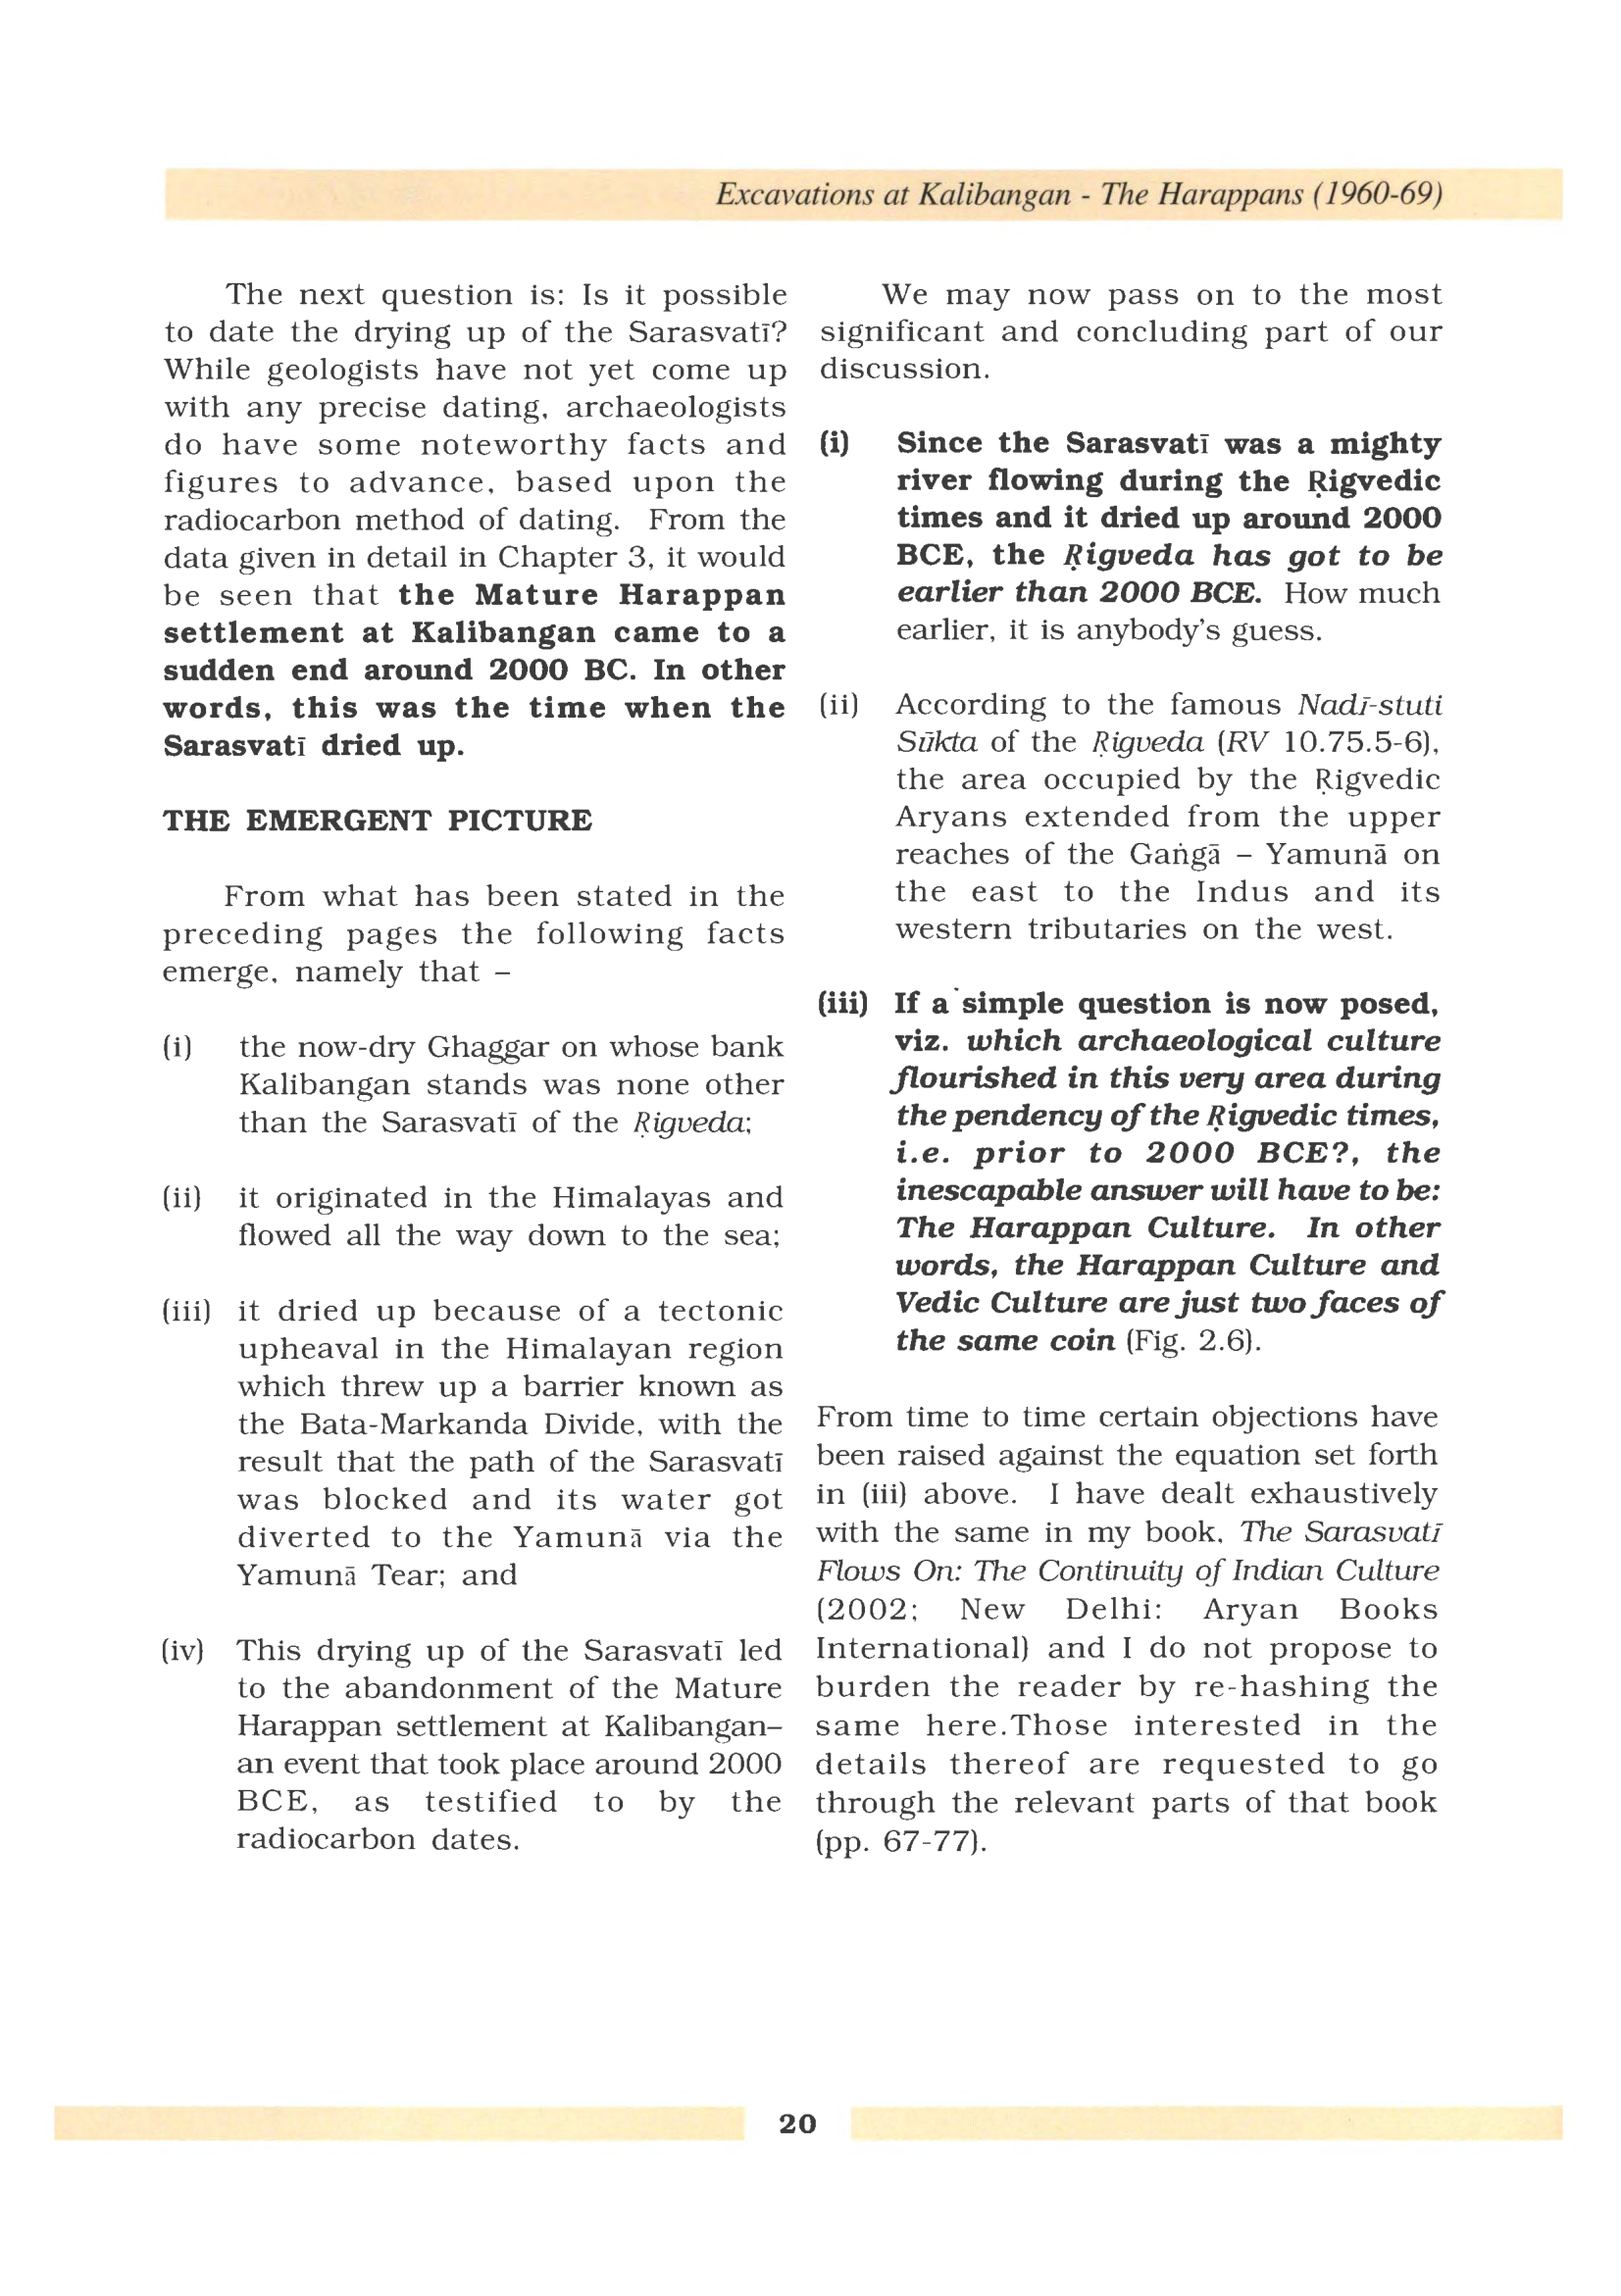 Excavations at Kalibangan - The Harappans (1960-69)
The next question is: Is it possible
to date the drying up of the Sarasvatī?
While geologists have not yet come up
with any precise dating, archaeologists
do have some noteworthy facts and
figures to advance, based upon the
radiocarbon method of dating. From the
data given in detail in Chapter 3, it would
be seen that the Mature Harappan
settlement at Kalibangan came to a
sudden end around 2000 BC. In other
words, this was the time when the
Sarasvatī dried up.
THE EMERGENT PICTURE
From what has been stated in the
preceding pages the following facts
emerge, namely that –
(i) the now-dry Ghaggar on whose bank
Kalibangan stands was none other
than the Sarasvatī of the Ṛigveda;
(ii) it originated in the Himalayas and
flowed all the way down to the sea;
(iii) it dried up because of a tectonic
upheaval in the Himalayan region
which threw up a barrier known as
the Bata-Markanda Divide, with the
result that the path of the Sarasvatī
was blocked and its water got
diverted to the Yamunā via the
Yamunā Tear; and
(iv) This drying up of the Sarasvatī led
to the abandonment of the Mature
Harappan settlement at Kalibangan–
an event that took place around 2000
BCE, as testified to by the
radiocarbon dates.
We may now pass on to the most
significant and concluding part of our
discussion.
(i) Since the Sarasvatī was a mighty
river flowing during the Ṛigvedic
times and it dried up around 2000
BCE, the Ṛigveda has got to be
earlier than 2000 BCE. How much
earlier, it is anybody's guess.
(ii) According to the famous Nadī-stuti
Sūkta of the Ṛigveda (RV 10.75.5-6),
the area occupied by the Ṛigvedic
Aryans extended from the upper
reaches of the Gaṅgā – Yamunā on
the east to the Indus and its
western tributaries on the west.
(iii) If a simple question is now posed,
viz. which archaeological culture
flourished in this very area during
the pendency of the Ṛigvedic times,
i.e. prior to 2000 BCE?, the
inescapable answer will have to be:
The Harappan Culture. In other
words, the Harappan Culture and
Vedic Culture are just two faces of
the same coin (Fig. 2.6).
From time to time certain objections have
been raised against the equation set forth
in (iii) above. I have dealt exhaustively
with the same in my book, The Sarasvatī
Flows On: The Continuity of Indian Culture
(2002; New Delhi: Aryan Books
International) and I do not propose to
burden the reader by re-hashing the
same here.Those interested in the
details thereof are requested to go
through the relevant parts of that book
(pp. 67-77).
20